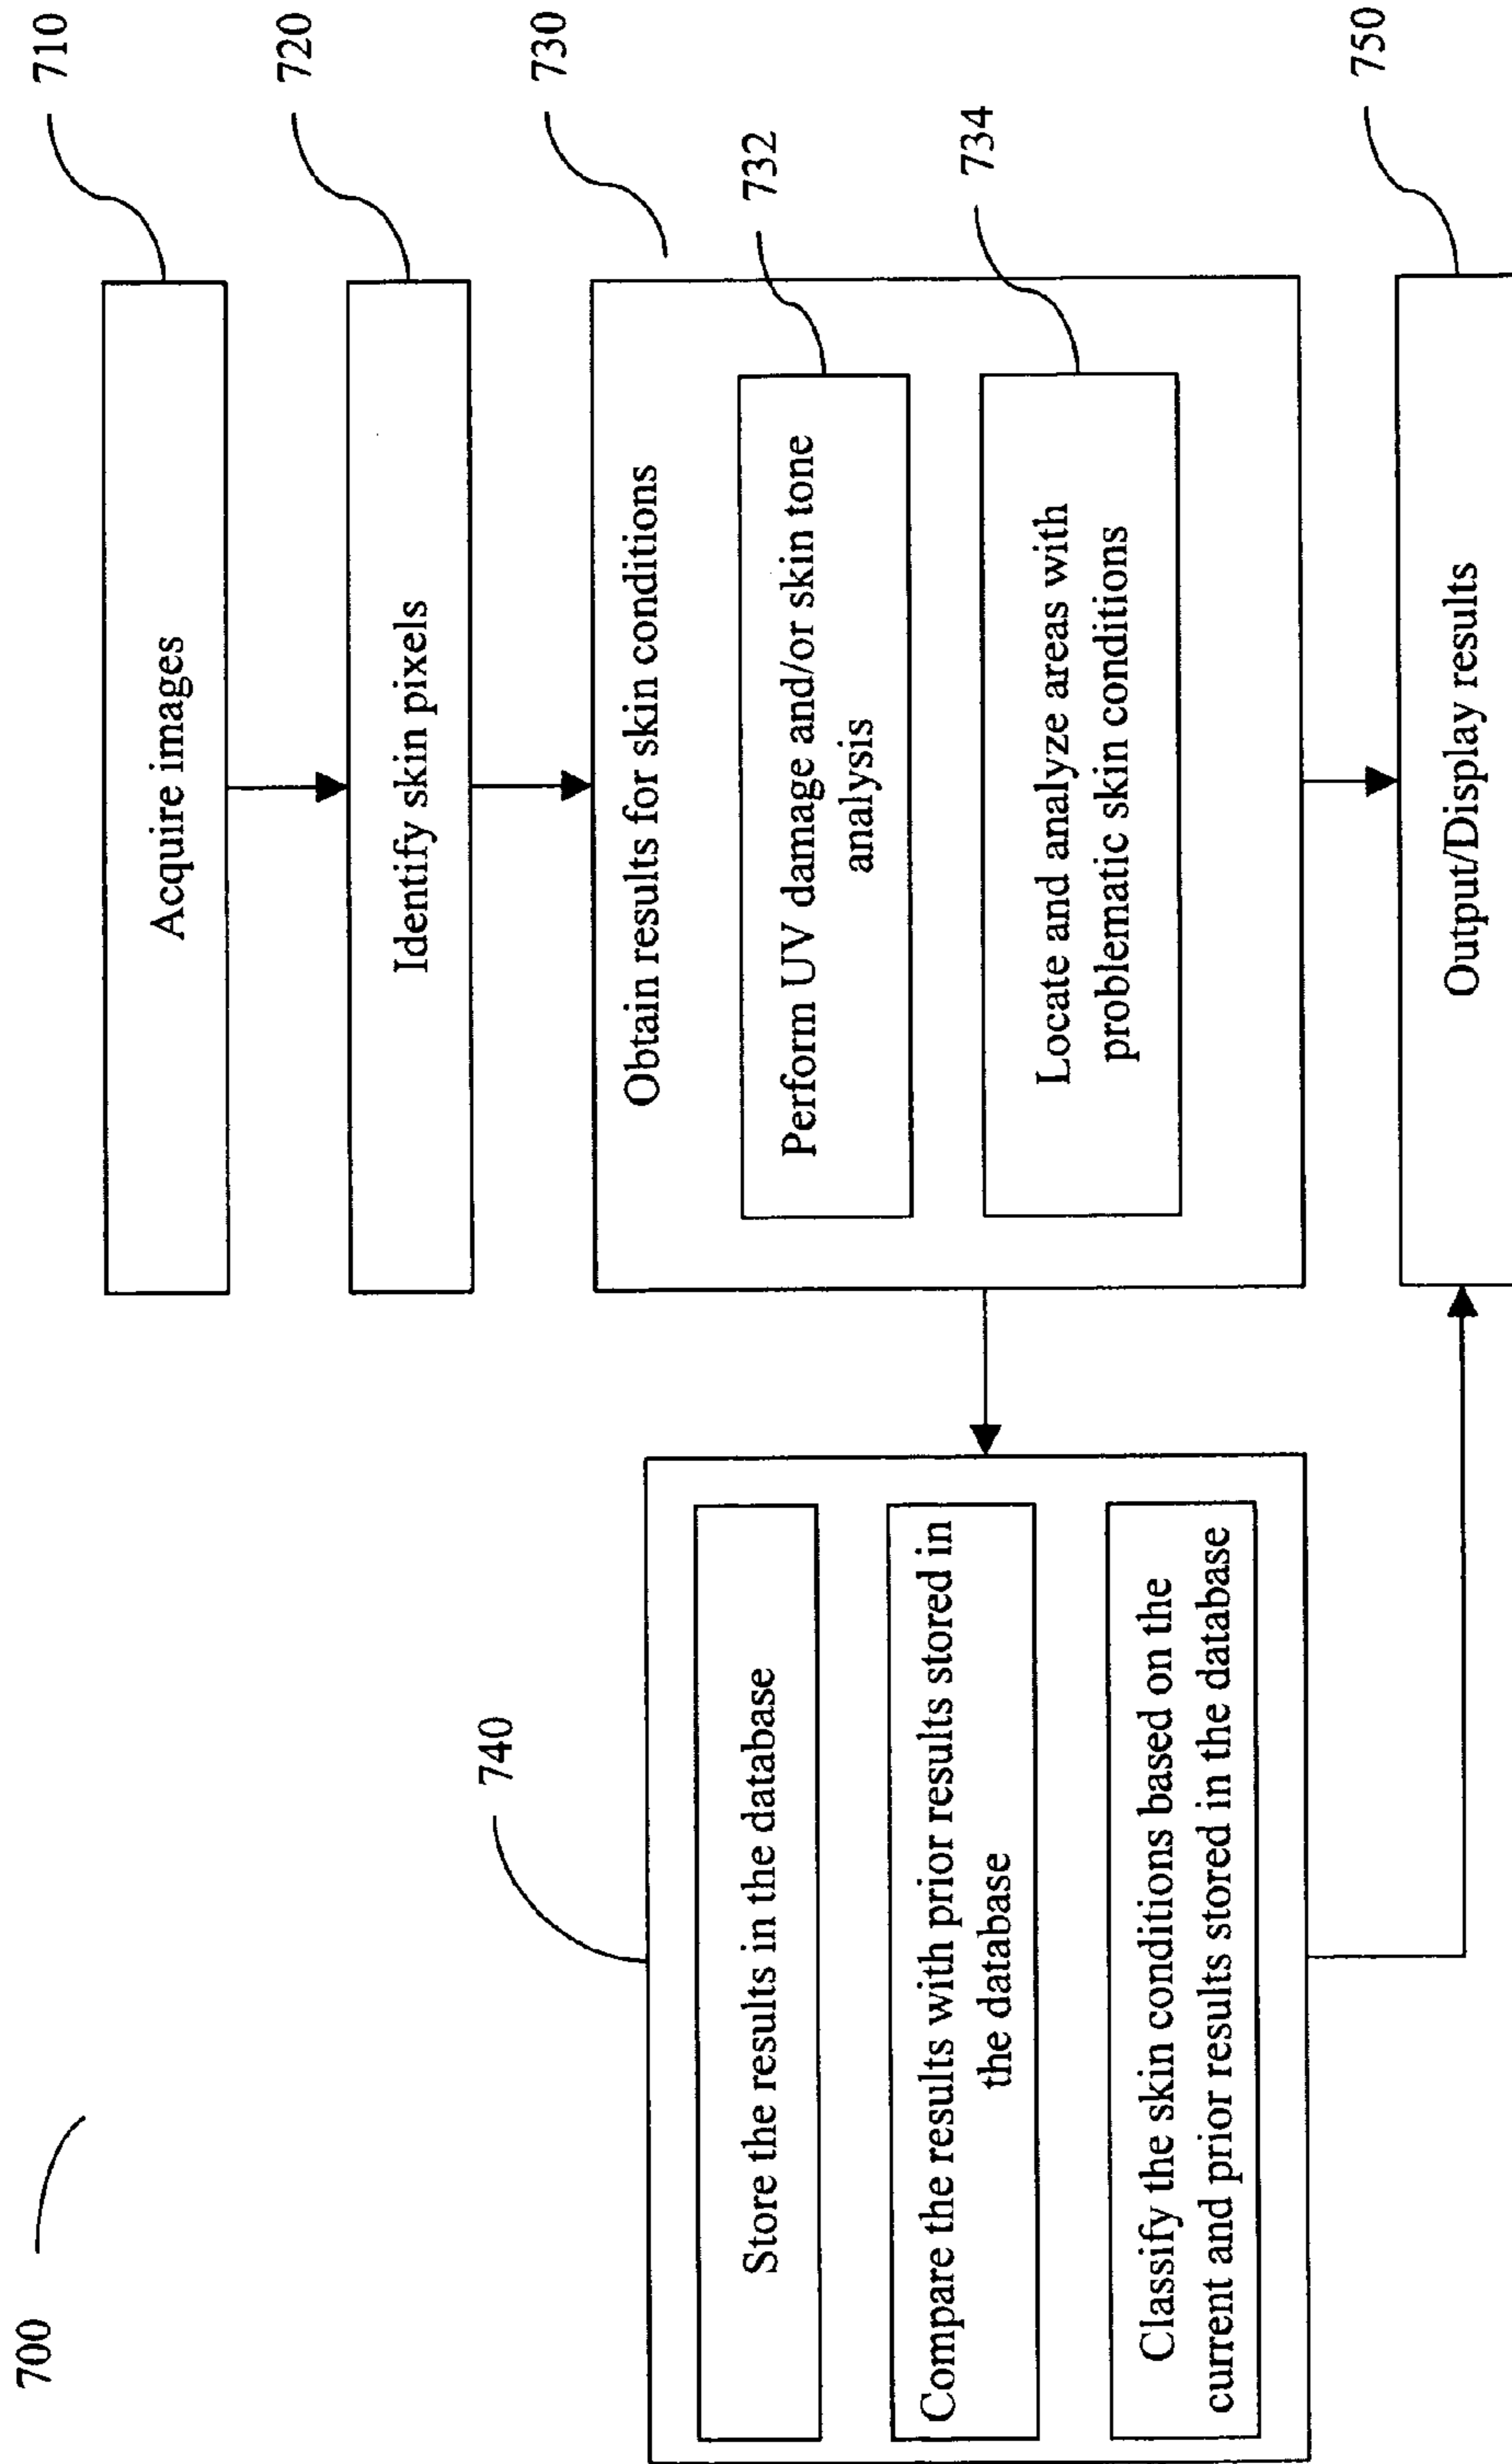 700
710
Acquire images
720
Identify skin pixels
730
Obtain results for skin conditions
732
Perform UV damage and/or skin tone
analysis
734
Locate and analyze areas with
problematic skin conditions
740
Store the results in the database
Compare the results with prior results stored in
the database
Classify the skin conditions based on the
current and prior results stored in the database
750
Output/Display results